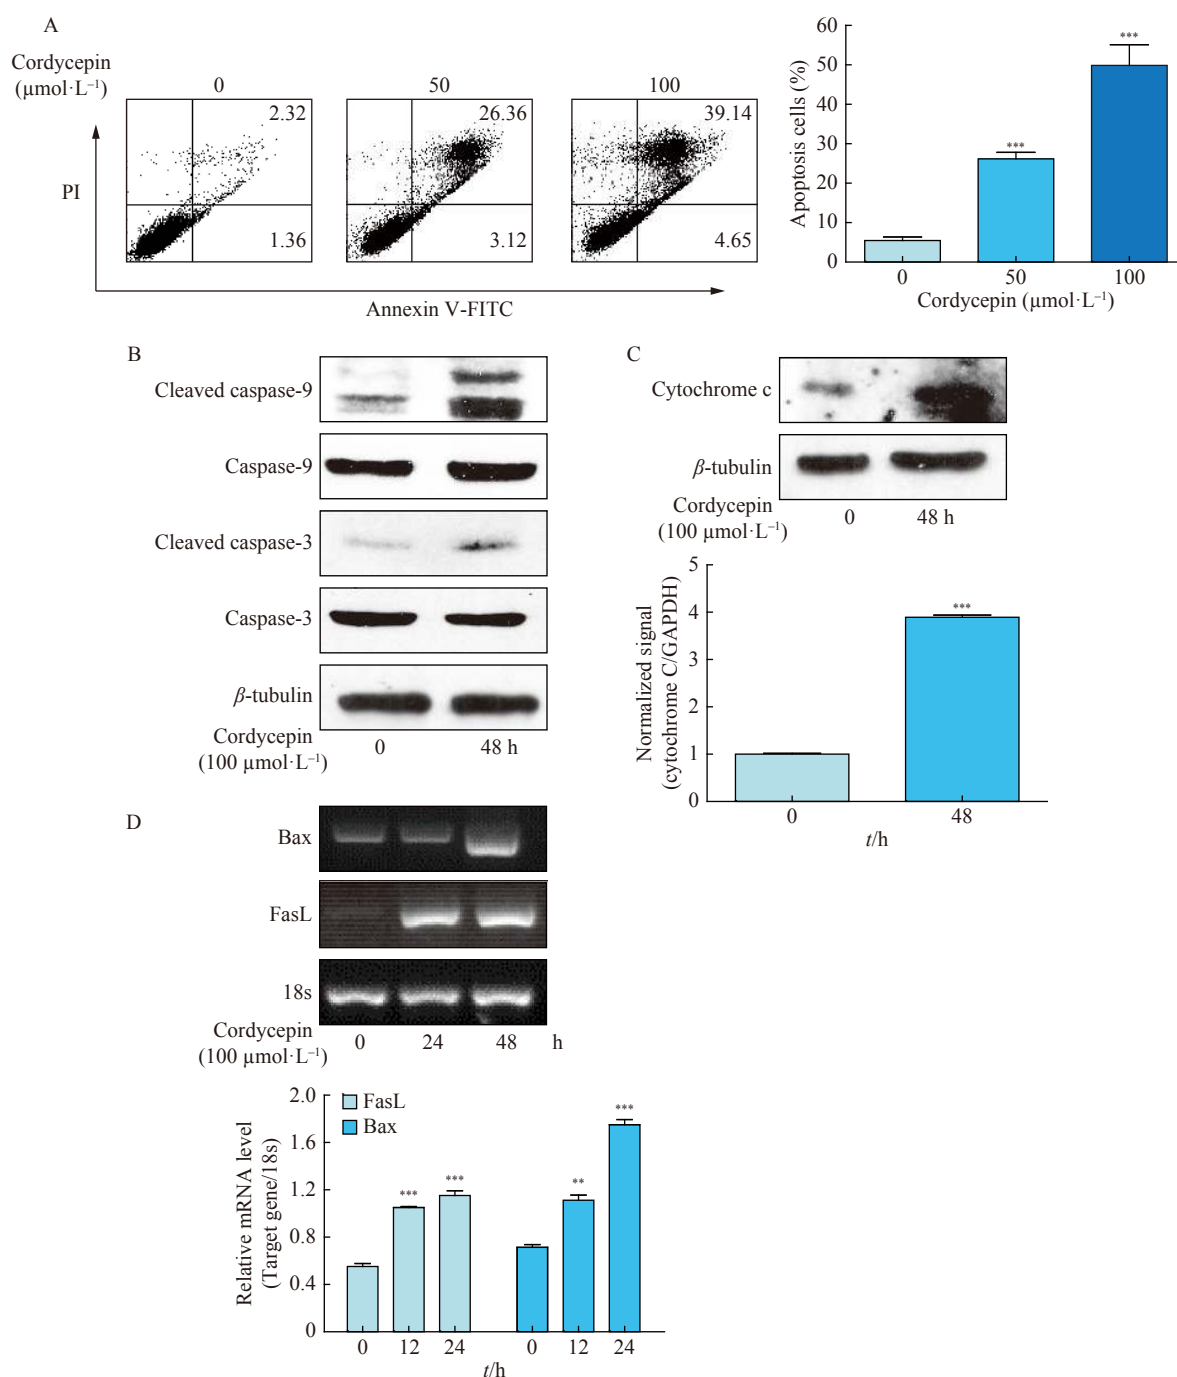 A
Cordycepin
(μmol·L⁻¹)
0
50
100
2.32
26.36
39.14
PI
1.36
3.12
4.65
Annexin V-FITC
Apoptosis cells (%)
60
50
40
30
20
10
0
***
***
0
50
100
Cordycepin (μmol·L⁻¹)
B
Cleaved caspase-9
Caspase-9
Cleaved caspase-3
Caspase-3
β-tubulin
Cordycepin
(100 μmol·L⁻¹)
0
48 h
C
Cytochrome c
β-tubulin
Cordycepin
(100 μmol·L⁻¹)
0
48 h
Normalized signal
(cytochrome C/GAPDH)
5
4
3
2
1
0
***
0
48
t/h
D
Bax
FasL
18s
Cordycepin
(100 μmol·L⁻¹)
0
24
48
h
Relative mRNA level
(Target gene/18s)
2.0
1.6
1.2
0.8
0.4
0
FasL
Bax
***
***
**
***
0
12
24
0
12
24
t/h